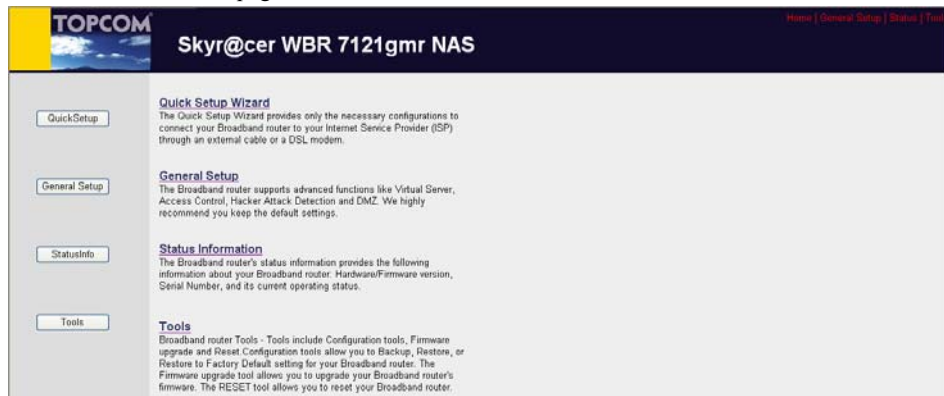 TOPCOM
Home | General Setup | Status |
Skyr@cer WBR 7121gmr NAS
QuickSetup
Quick Setup Wizard
The Quick Setup Wizard provides only the necessary configurations to
connect your Broadband router to your Internet Service Provider (ISP)
through an external cable or a DSL modem.
General Setup
General Setup
The Broadband router supports advanced functions like Virtual Server,
Access Control, Hacker Attack Detection and DMZ. We highly
recommend you keep the default settings.
StatusInfo
Status Information
The Broadband router's status information provides the following
information about your Broadband router: Hardware/Firmware version,
Serial Number, and its current operating status.
Tools
Tools
Broadband router Tools - Tools include Configuration tools, Firmware
upgrade and Reset.Configuration tools allow you to Backup, Restore, or
Restore to Factory Default setting for your Broadband router. The
Firmware upgrade tool allows you to upgrade your Broadband router's
firmware. The RESET tool allows you to reset your Broadband router.